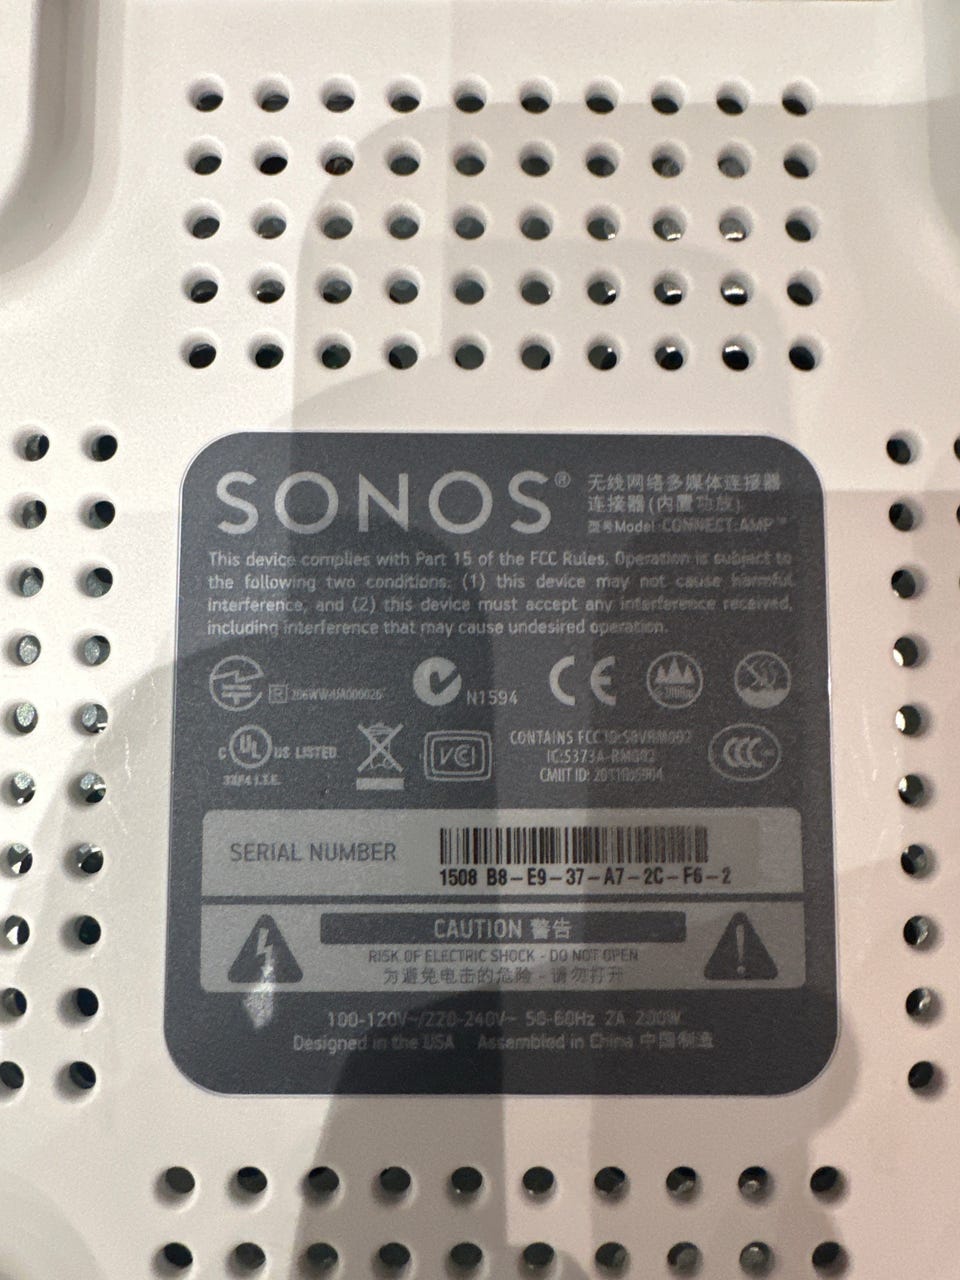 SONOS®
无线网络多媒体连接器
连接器(内置功放)
型号Model CONNECT:AMP™
This device complies with Part 15 of the FCC Rules. Operation is subject to
the following two conditions: (1) this device may not cause harmful
interference, and (2) this device must accept any interference received,
including interference that may cause undesired operation.
R
N1594
CE
C UL US LISTED
I.T.E.
VCI
CONTAINS FCC ID:SBVRM002
IC:5373A-RM002
CMIIT ID:
CCC
SERIAL NUMBER
1508 B8-E9-37-A7-2C-F6-2
CAUTION 警告
RISK OF ELECTRIC SHOCK - DO NOT OPEN
为避免电击的危险 - 请勿打开
100-120V~/220-240V~ 50-60Hz 2A 200W
Designed in the USA Assembled in China 中国制造